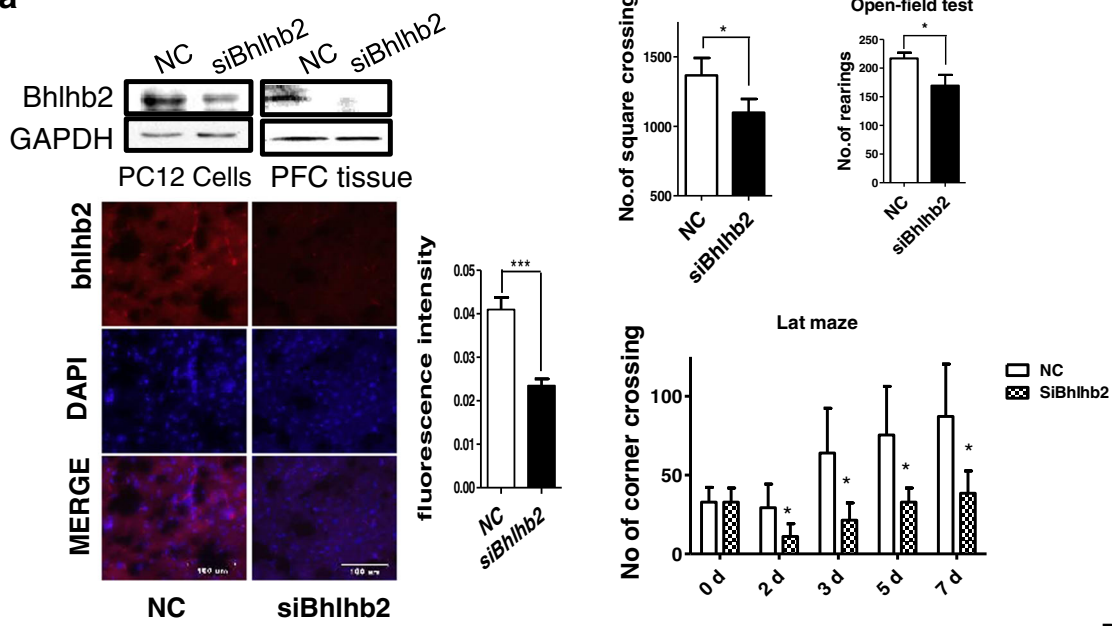 a
NC
siBhlhb2
NC
siBhlhb2
Bhlhb2
GAPDH
PC12 Cells
PFC tissue
bhlhb2
DAPI
MERGE
100 um
NC
siBhlhb2
fluorescence intensity
0.05
0.04
0.03
0.02
0.01
0.00
***
NC
siBhlhb2
No.of square crossing
1500
1000
500
*
NC
siBhlhb2
Open-field test
No.of rearings
250
200
150
100
50
0
*
NC
siBhlhb2
Lat maze
No of corner crossing
100
50
0
*
*
*
*
0 d
2 d
3 d
5 d
7 d
NC
SiBhlhb2